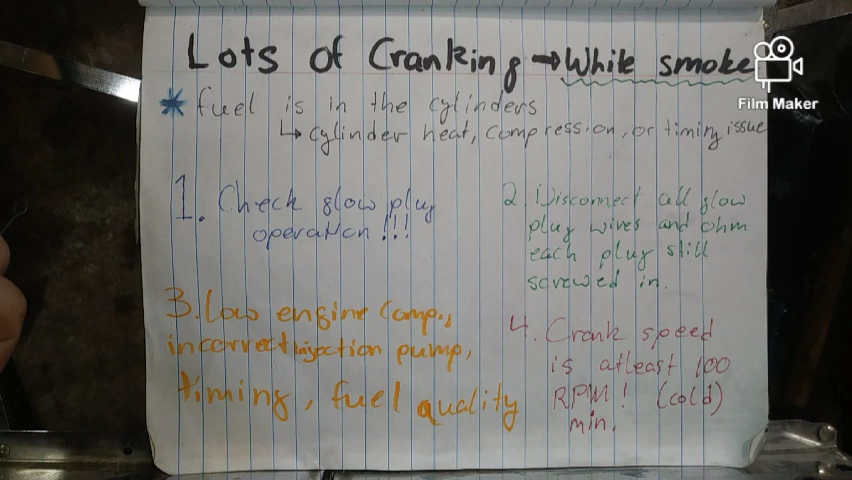 Lots of Cranking → White smoke
Film Maker
* fuel is in the cylinders
↳ cylinder heat, compression, or timing issue
1. Check glow plug
operation!!!
2. Disconnect all glow
plug wires and ohm
each plug still
screwed in.
3. Low engine Comp.,
incorrect injection pump,
timing, fuel quality
4. Crank speed
is atleast 100
RPM! (cold)
min.